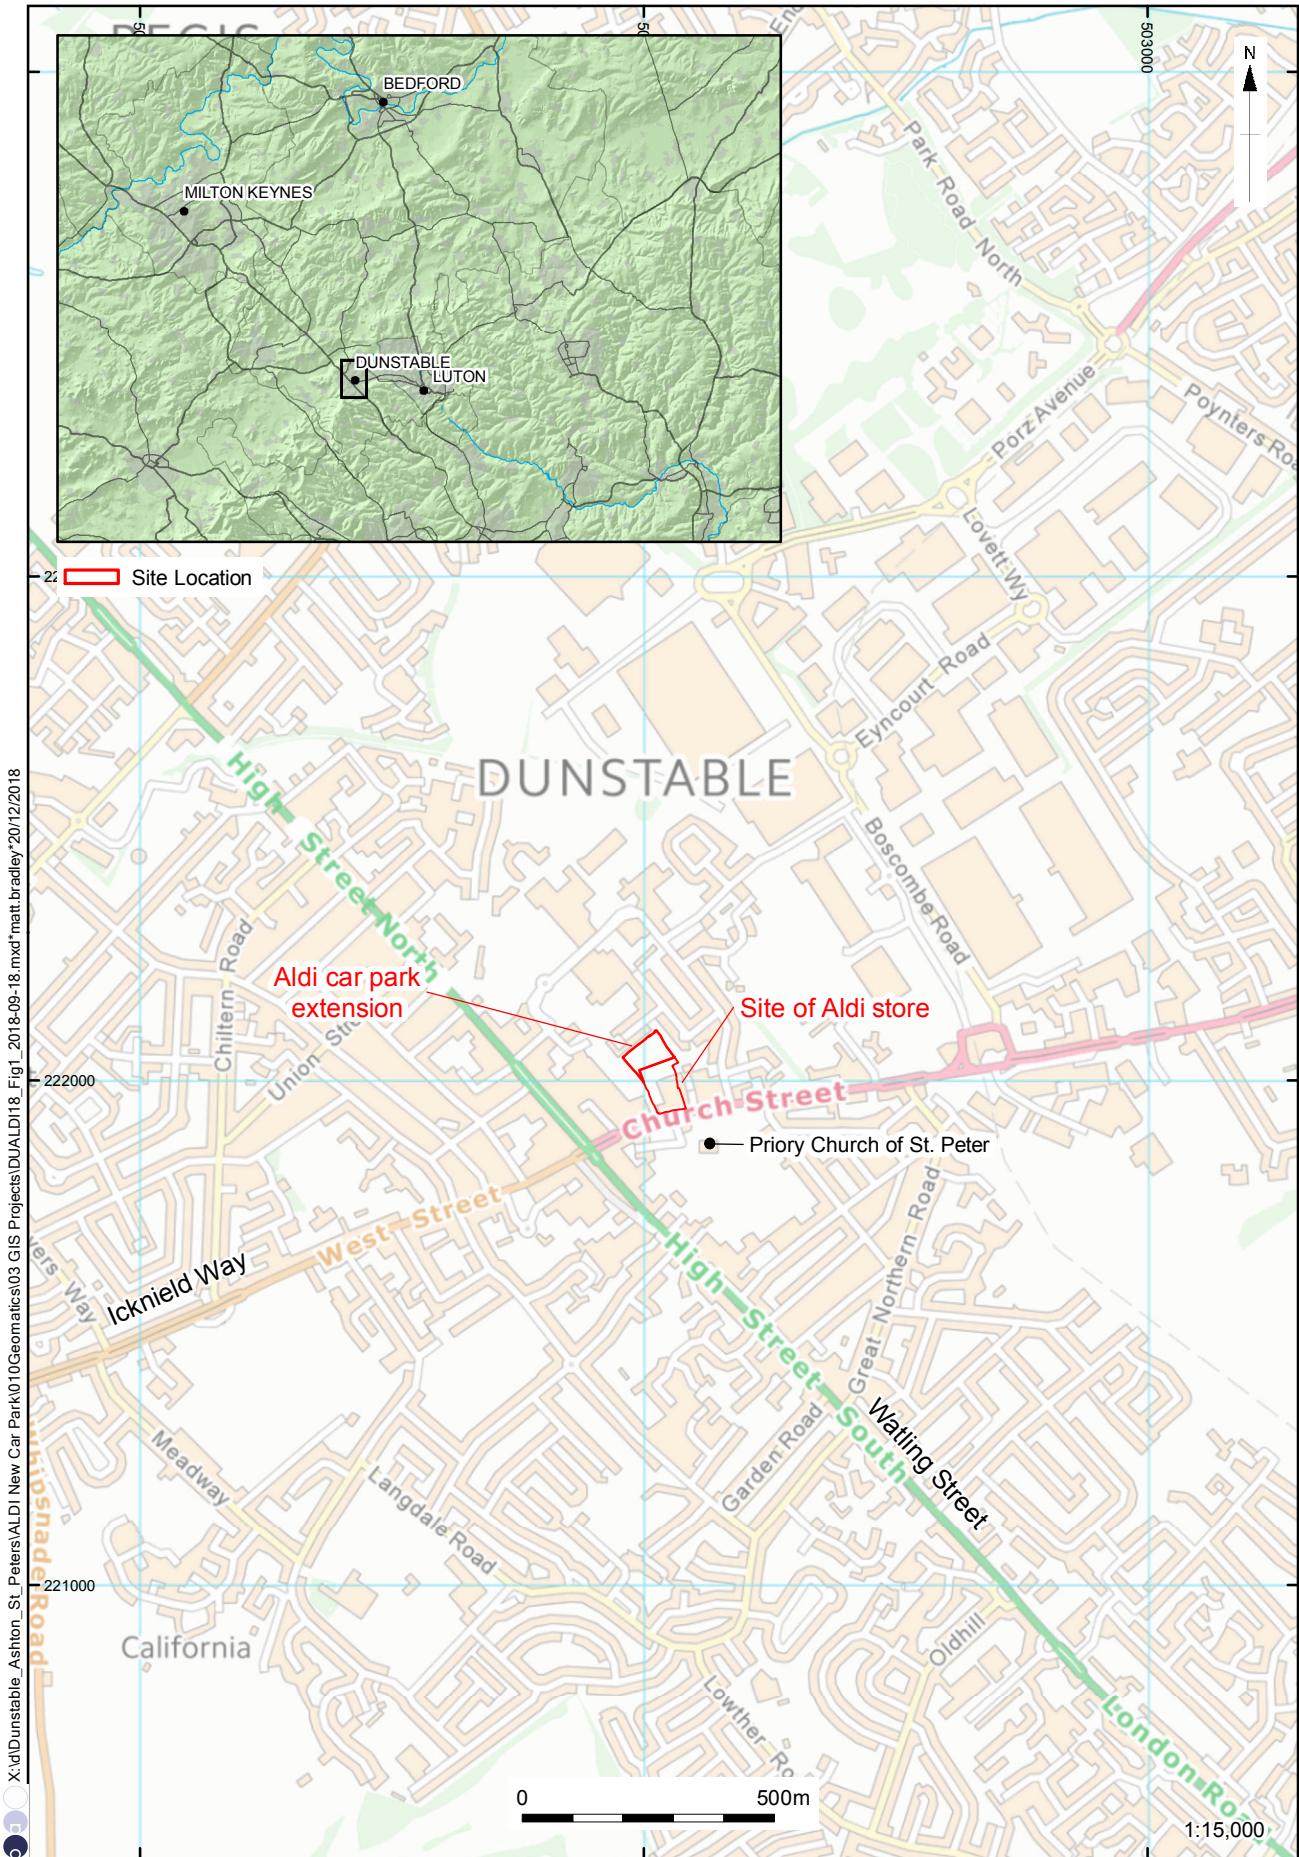 REGIS
503000
N
BEDFORD
MILTON KEYNES
DUNSTABLE
LUTON
Site Location
Park Road North
Porz Avenue
Poynters
Lovett Wy
Eyncourt Road
DUNSTABLE
High Street North
Boscombe Road
Chiltern Road
Union
Aldi car park
extension
Site of Aldi store
222000
Church Street
Priory Church of St. Peter
West Street
Icknield Way
Way
High Street South
Great Northern Road
Watling Street
Garden Road
Meadway
Langdale Road
Whipsnade Road
221000
California
Oldhill
Lowther
London
0 500m
1:15,000
X:\d\Dunstable_Ashton_St_Peters\ALDI New Car Park\010Geomatics\03 GIS Projects\DUALDI18_Fig1_2018-09-18.mxd*matt.bradley*20/12/2018